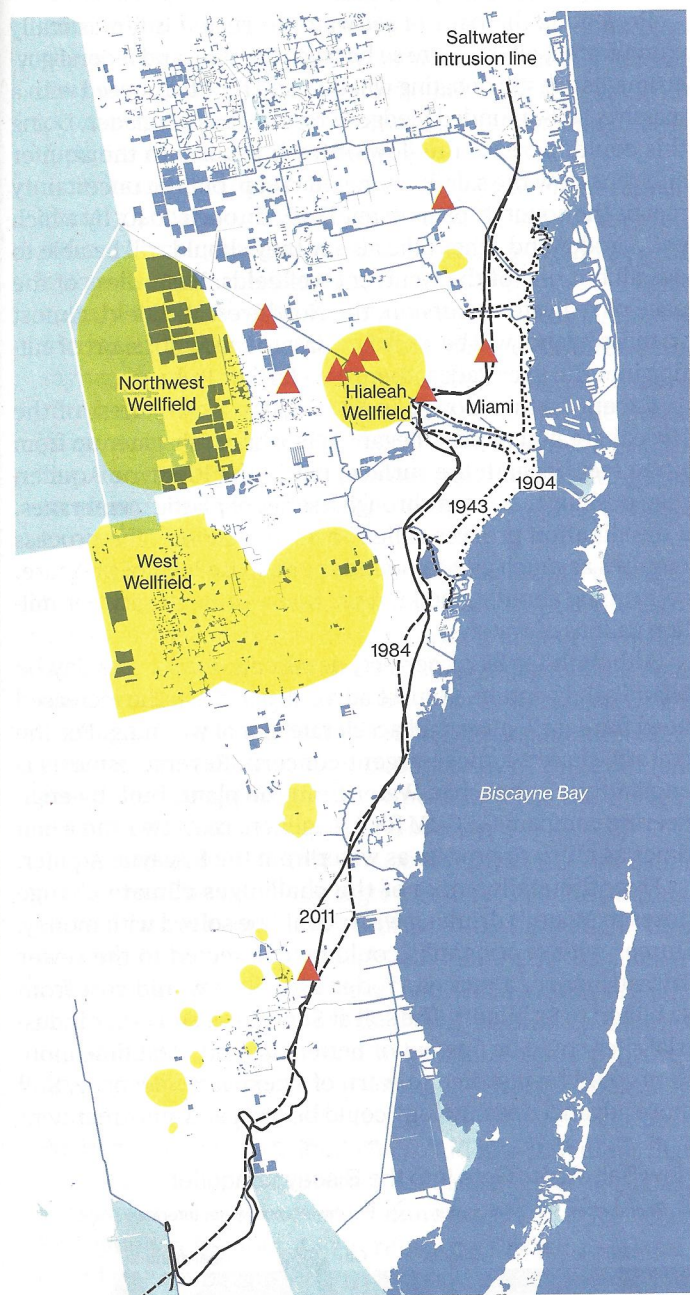 Saltwater
intrusion line
Northwest
Wellfield
Hialeah
Wellfield
Miami
1904
1943
West
Wellfield
1984
Biscayne Bay
2011